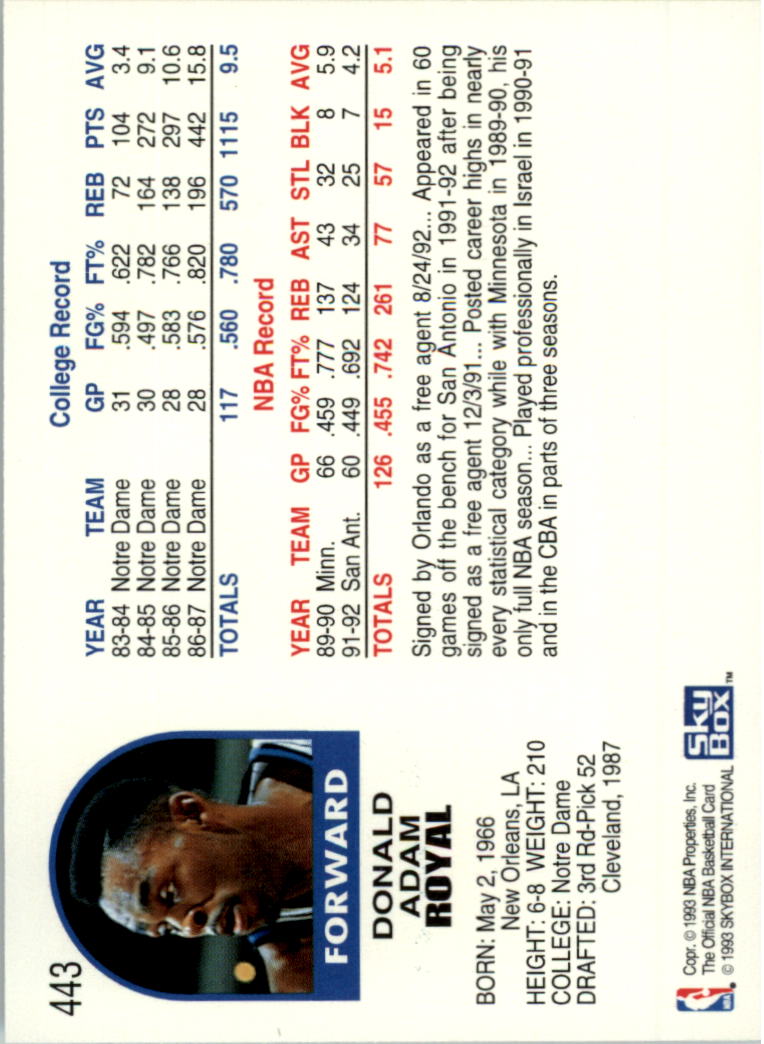 443
FORWARD
DONALD
ADAM
ROYAL
BORN: May 2, 1966
New Orleans, LA
HEIGHT: 6-8 WEIGHT: 210
COLLEGE: Notre Dame
DRAFTED: 3rd Rd-Pick 52
Cleveland, 1987
College Record
YEAR TEAM GP FG% FT% REB PTS AVG
83-84 Notre Dame 31 .594 .622 72 104 3.4
84-85 Notre Dame 30 .497 .782 164 272 9.1
85-86 Notre Dame 28 .583 .766 138 297 10.6
86-87 Notre Dame 28 .576 .820 196 442 15.8
TOTALS 117 .560 .780 570 1115 9.5
NBA Record
YEAR TEAM GP FG% FT% REB AST STL BLK AVG
89-90 Minn. 66 .459 .777 137 43 32 8 5.9
91-92 San Ant. 60 .449 .692 124 34 25 7 4.2
TOTALS 126 .455 .742 261 77 57 15 5.1
Signed by Orlando as a free agent 8/24/92... Appeared in 60
games off the bench for San Antonio in 1991-92 after being
signed as a free agent 12/3/91... Posted career highs in nearly
every statistical category while with Minnesota in 1989-90, his
only full NBA season... Played professionally in Israel in 1990-91
and in the CBA in parts of three seasons.
NBA
Copr. © 1993 NBA Properties, Inc.
The Official NBA Basketball Card
© 1993 SKYBOX INTERNATIONAL
Sky
Box™